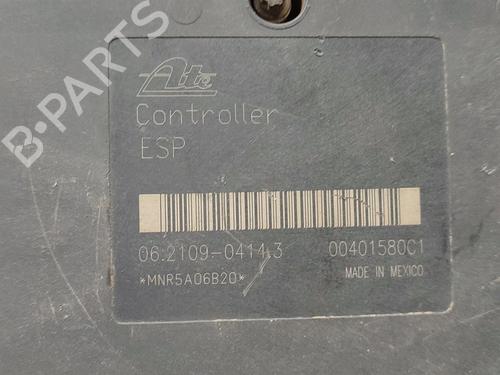 B-PARTS
Ate
Controller
ESP
06.2109-0414.3 00401580C1
*MNR5A06B20* MADE IN MEXICO